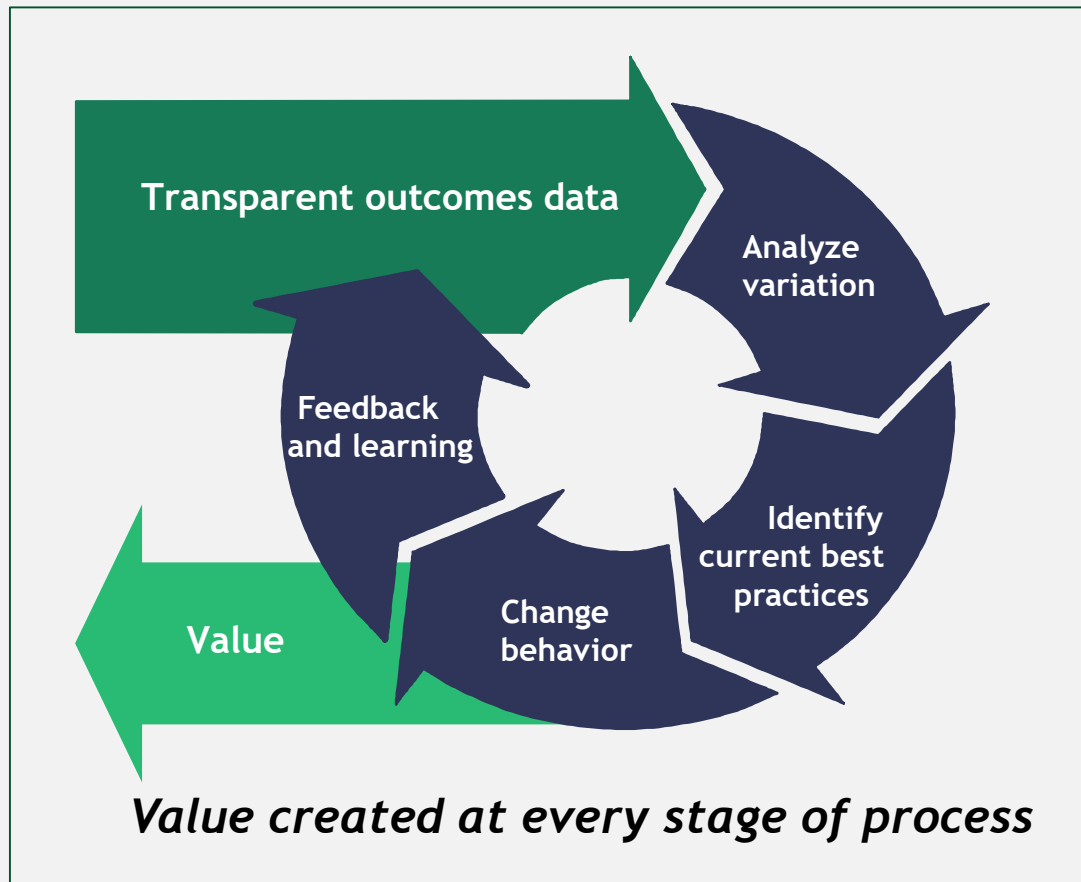 Transparent outcomes data
Analyze
variation
Identify
current best
practices
Change
behavior
Feedback
and learning
Value
Value created at every stage of process